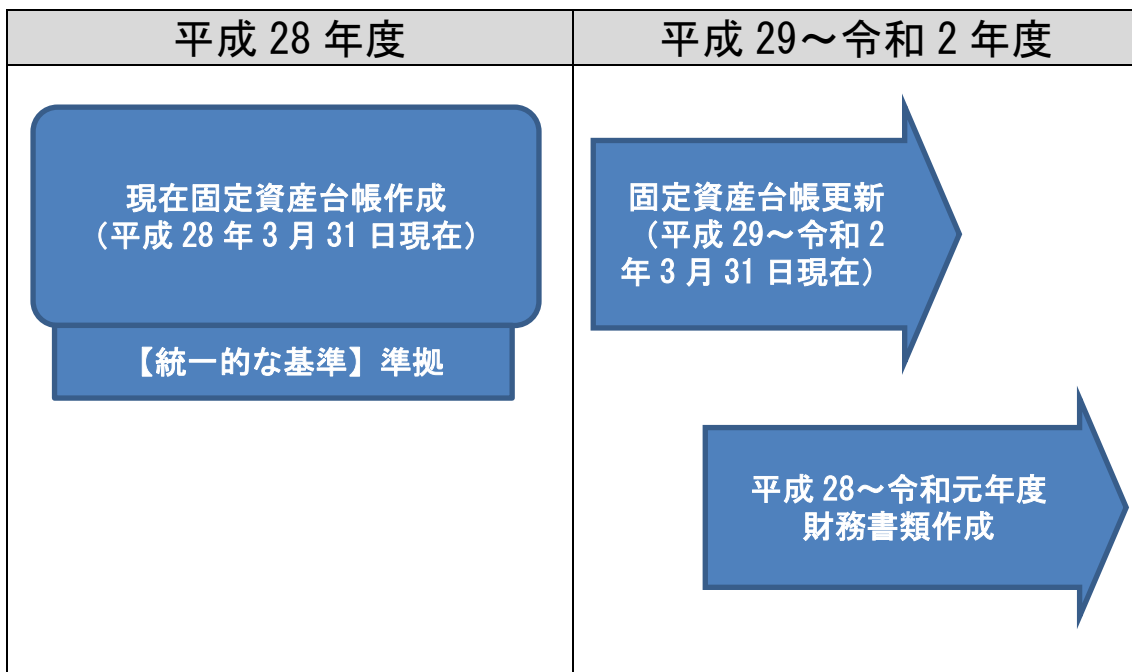 平成 28 年度
平成 29～令和 2 年度
現在固定資産台帳作成
（平成 28 年 3 月 31 日現在）
【統一的な基準】準拠
固定資産台帳更新
（平成 29～令和 2
年 3 月 31 日現在）
平成 28～令和元年度
財務書類作成